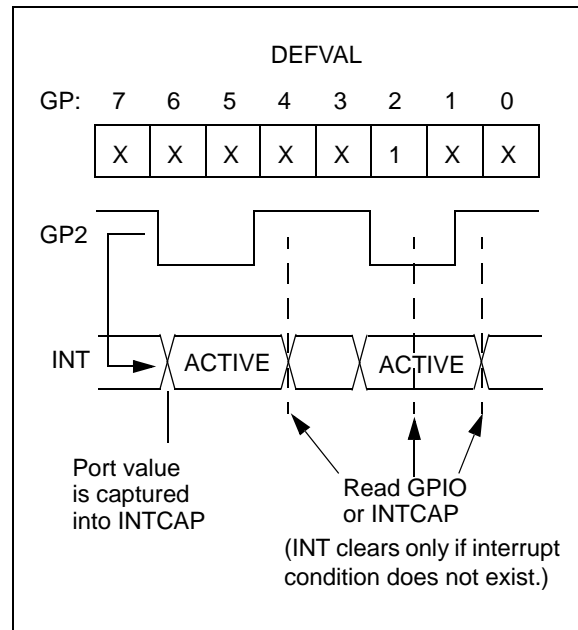 DEFVAL
GP: 7 6 5 4 3 2 1 0
X X X X X 1 X X
GP2
INT ACTIVE ACTIVE
Port value
is captured
into INTCAP
Read GPIO
or INTCAP
(INT clears only if interrupt
condition does not exist.)